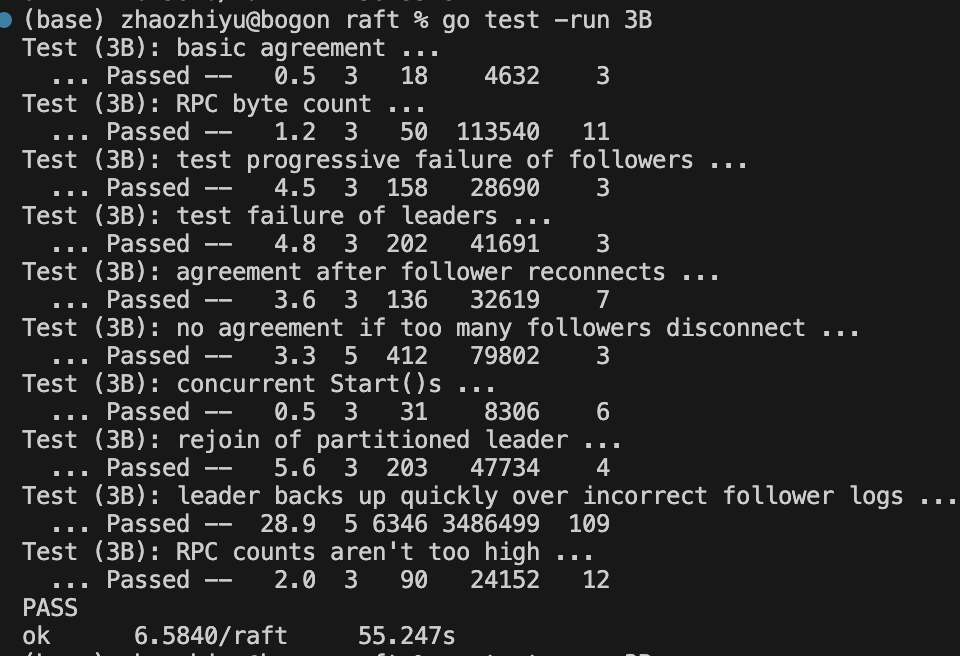 (base) zhaozhiyu@bogon raft % go test -run 3B
Test (3B): basic agreement ...
  ... Passed --   0.5  3   18    4632    3
Test (3B): RPC byte count ...
  ... Passed --   1.2  3   50  113540   11
Test (3B): test progressive failure of followers ...
  ... Passed --   4.5  3  158   28690    3
Test (3B): test failure of leaders ...
  ... Passed --   4.8  3  202   41691    3
Test (3B): agreement after follower reconnects ...
  ... Passed --   3.6  3  136   32619    7
Test (3B): no agreement if too many followers disconnect ...
  ... Passed --   3.3  5  412   79802    3
Test (3B): concurrent Start()s ...
  ... Passed --   0.5  3   31    8306    6
Test (3B): rejoin of partitioned leader ...
  ... Passed --   5.6  3  203   47734    4
Test (3B): leader backs up quickly over incorrect follower logs ...
  ... Passed --  28.9  5 6346 3486499  109
Test (3B): RPC counts aren't too high ...
  ... Passed --   2.0  3   90   24152   12
PASS
ok      6.5840/raft     55.247s